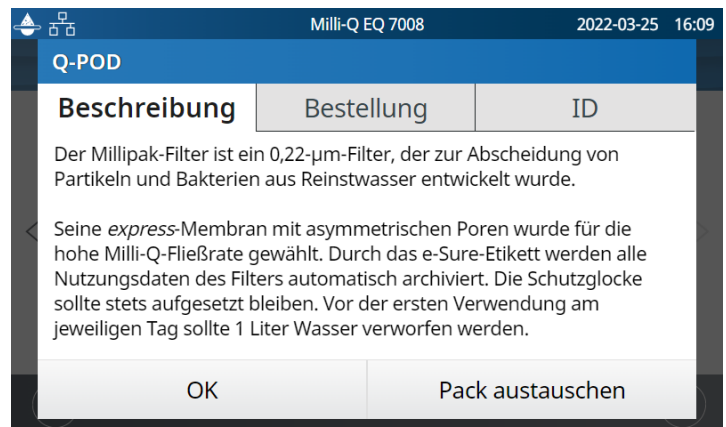 Milli-Q EQ 7008 2022-03-25 16:09
Q-POD
Beschreibung Bestellung ID
Der Millipak-Filter ist ein 0,22-µm-Filter, der zur Abscheidung von
Partikeln und Bakterien aus Reinstwasser entwickelt wurde.
Seine express-Membran mit asymmetrischen Poren wurde für die
hohe Milli-Q-Fließrate gewählt. Durch das e-Sure-Etikett werden alle
Nutzungsdaten des Filters automatisch archiviert. Die Schutzglocke
sollte stets aufgesetzt bleiben. Vor der ersten Verwendung am
jeweiligen Tag sollte 1 Liter Wasser verworfen werden.
OK Pack austauschen